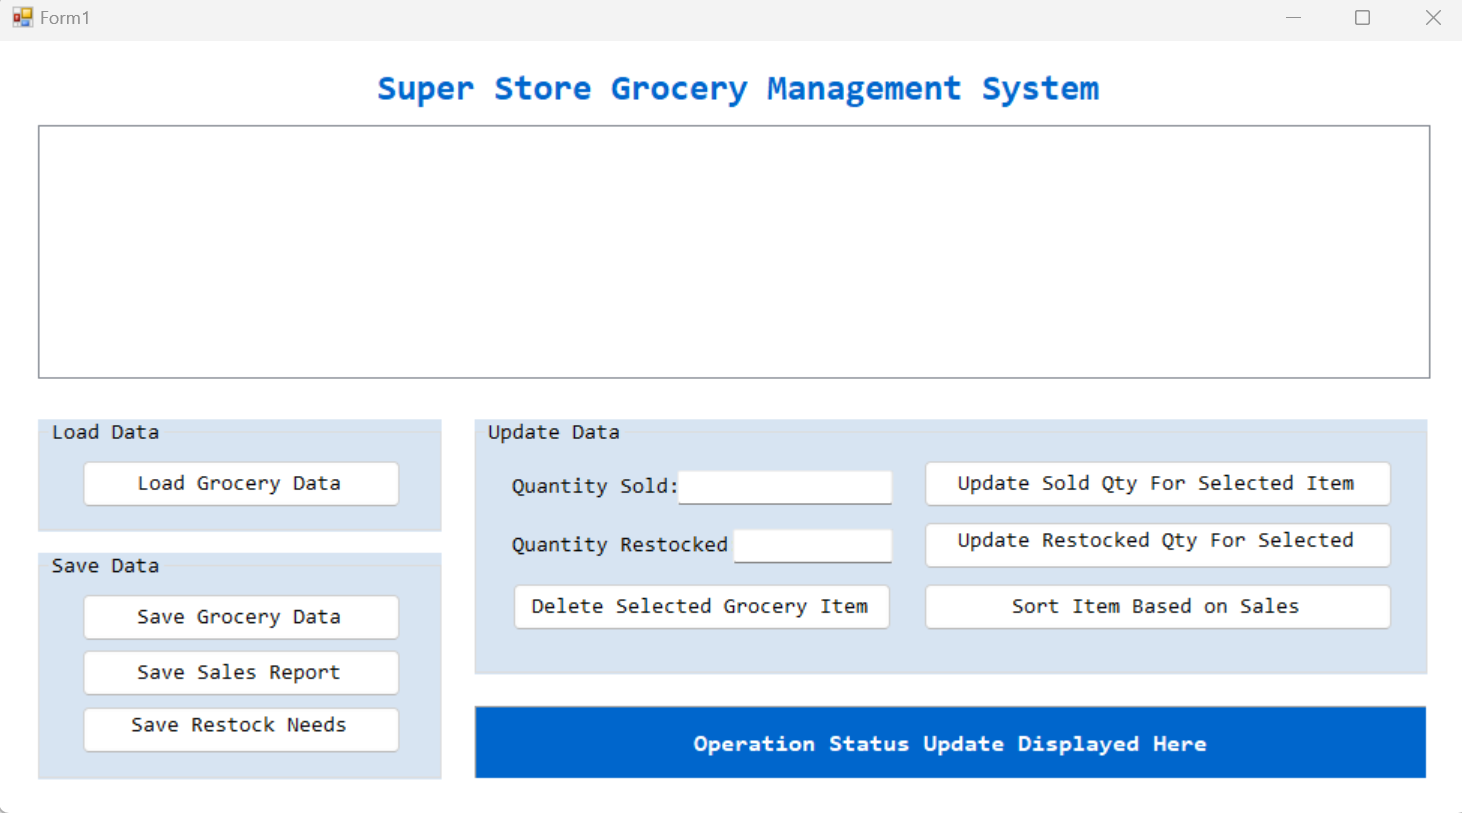 Form1
Super Store Grocery Management System
Load Data
Load Grocery Data
Save Data
Save Grocery Data
Save Sales Report
Save Restock Needs
Update Data
Quantity Sold:
Update Sold Qty For Selected Item
Quantity Restocked
Update Restocked Qty For Selected
Delete Selected Grocery Item
Sort Item Based on Sales
Operation Status Update Displayed Here